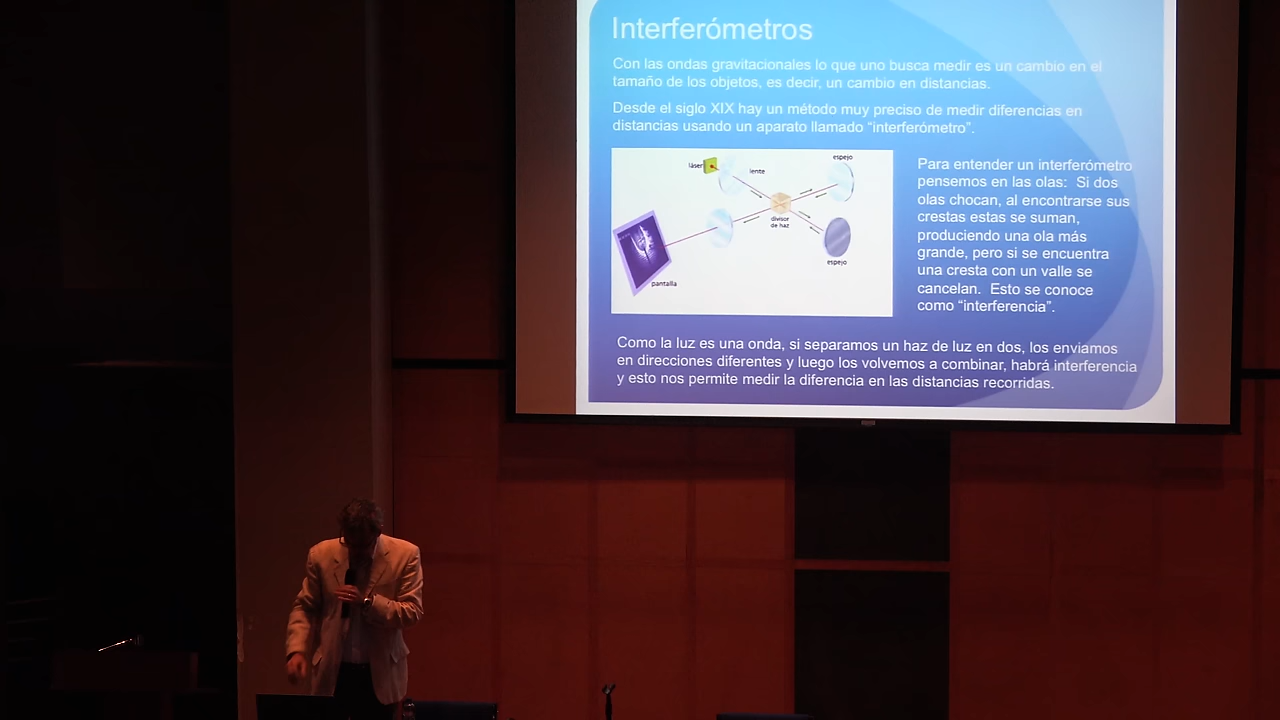 Interferómetros
Con las ondas gravitacionales lo que uno busca medir es un cambio en el
tamaño de los objetos, es decir, un cambio en distancias.
Desde el siglo XIX hay un método muy preciso de medir diferencias en
distancias usando un aparato llamado “interferómetro”.
láser
lente
espejo
divisor
de haz
espejo
pantalla
Para entender un interferómetro
pensemos en las olas: Si dos
olas chocan, al encontrarse sus
crestas estas se suman,
produciendo una ola más
grande, pero si se encuentra
una cresta con un valle se
cancelan. Esto se conoce
como “interferencia”.
Como la luz es una onda, si separamos un haz de luz en dos, los enviamos
en direcciones diferentes y luego los volvemos a combinar, habrá interferencia
y esto nos permite medir la diferencia en las distancias recorridas.